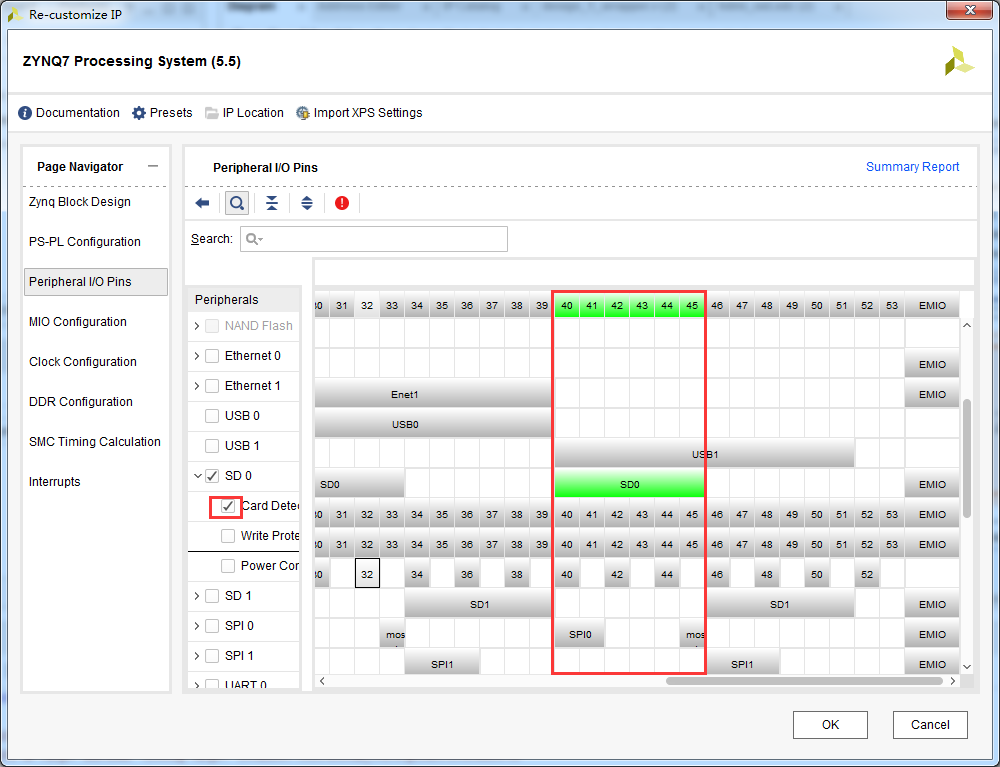 Re-customize IP
ZYNQ7 Processing System (5.5)
Documentation Presets IP Location Import XPS Settings
Page Navigator
Zynq Block Design
PS-PL Configuration
Peripheral I/O Pins
MIO Configuration
Clock Configuration
DDR Configuration
SMC Timing Calculation
Interrupts
Peripheral I/O Pins
Summary Report
Search:
Peripherals
30 31 32 33 34 35 36 37 38 39 40 41 42 43 44 45 46 47 48 49 50 51 52 53 EMIO
NAND Flash
Ethernet 0 EMIO
Ethernet 1 Enet1 EMIO
USB 0 USB0
USB 1 USB1
SD 0 SD0 SD0 EMIO
Card Dete 30 31 32 33 34 35 36 37 38 39 40 41 42 43 44 45 46 47 48 49 50 51 52 53 EMIO
Write Prote 30 31 32 33 34 35 36 37 38 39 40 41 42 43 44 45 46 47 48 49 50 51 52 53 EMIO
Power Cor 30 32 34 36 38 40 42 44 46 48 50 52
SD 1 SD1 SD1 EMIO
SPI 0 mos SPI0 mos EMIO
SPI 1 SPI1 SPI1 EMIO
UART 0
OK Cancel